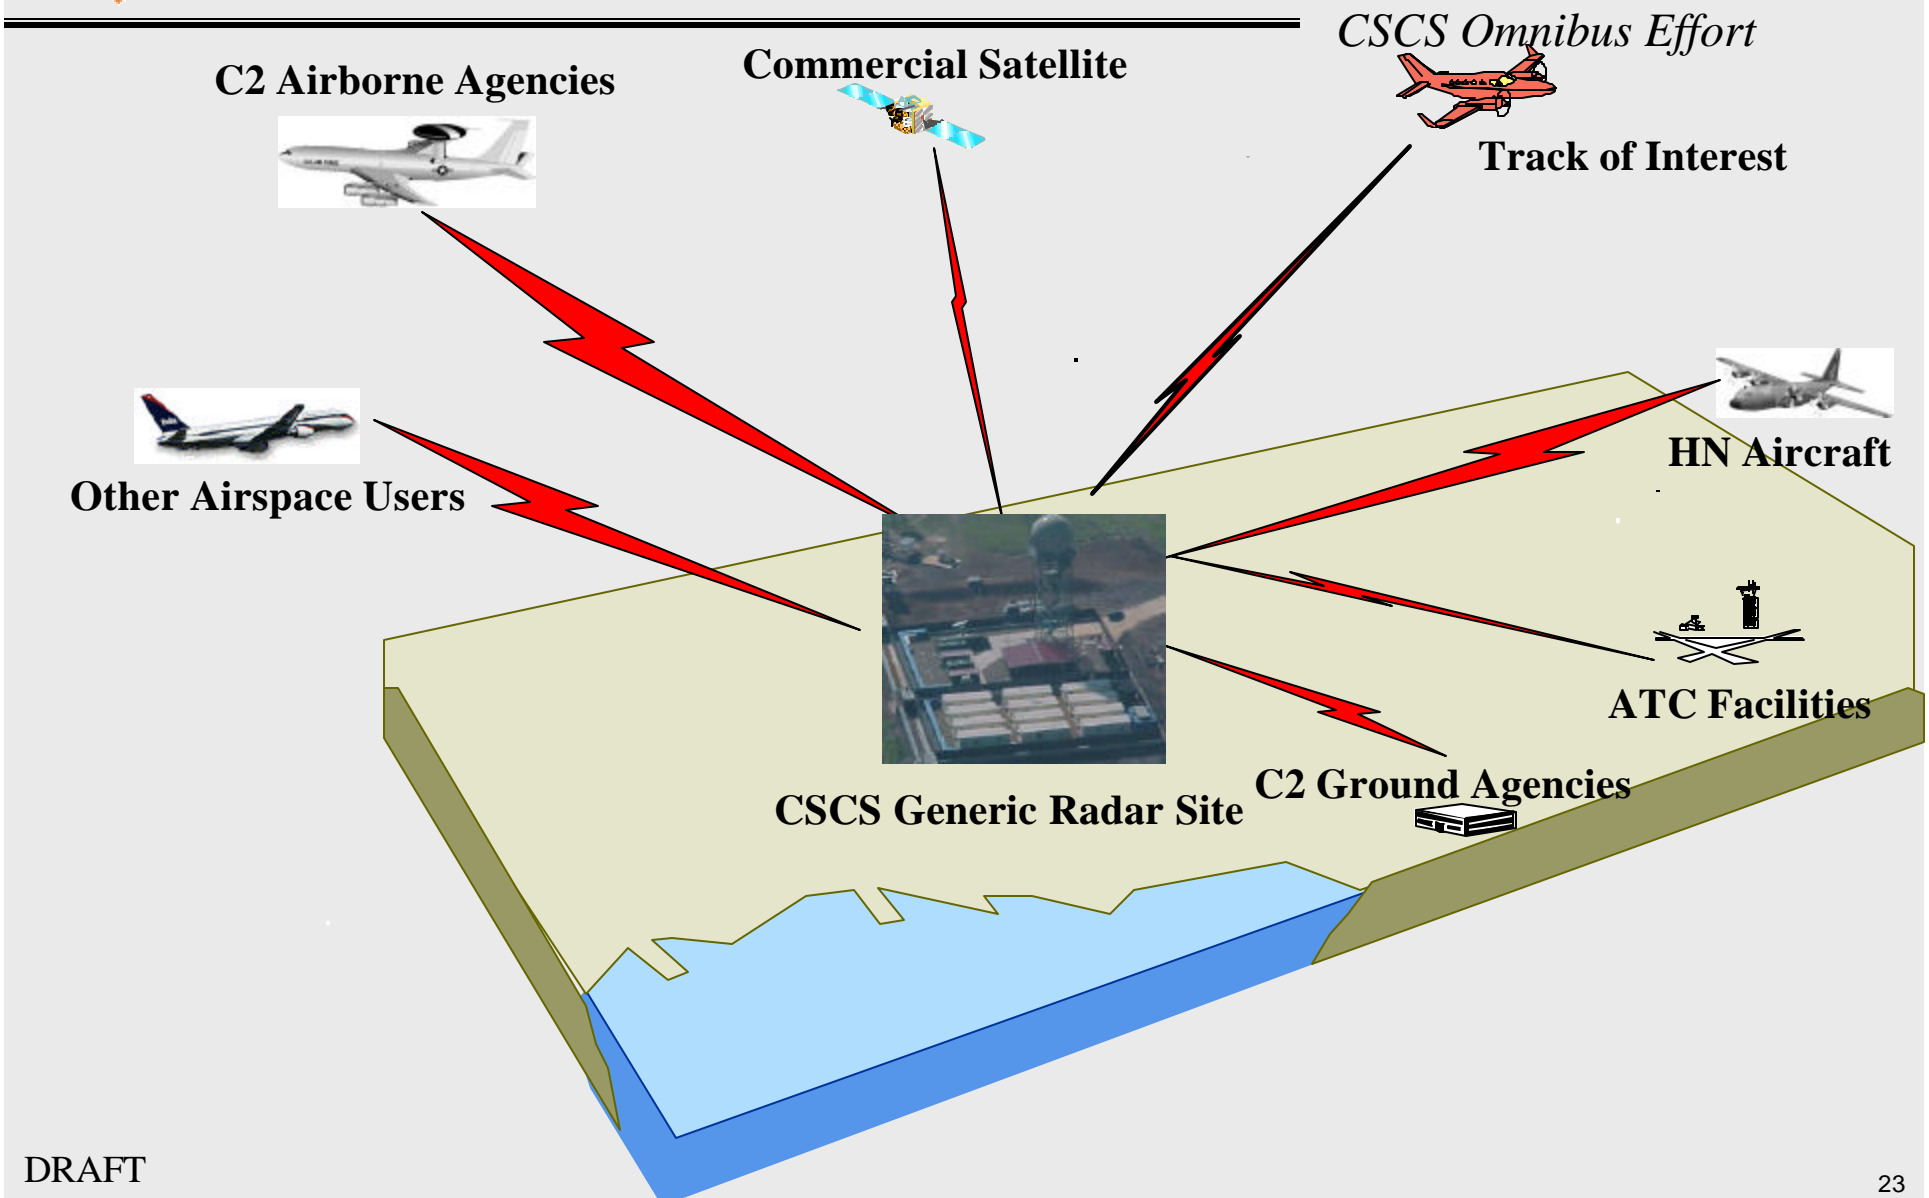 CSCS Omnibus Effort
C2 Airborne Agencies
Commercial Satellite
Track of Interest
HN Aircraft
Other Airspace Users
ATC Facilities
C2 Ground Agencies
CSCS Generic Radar Site
DRAFT
23